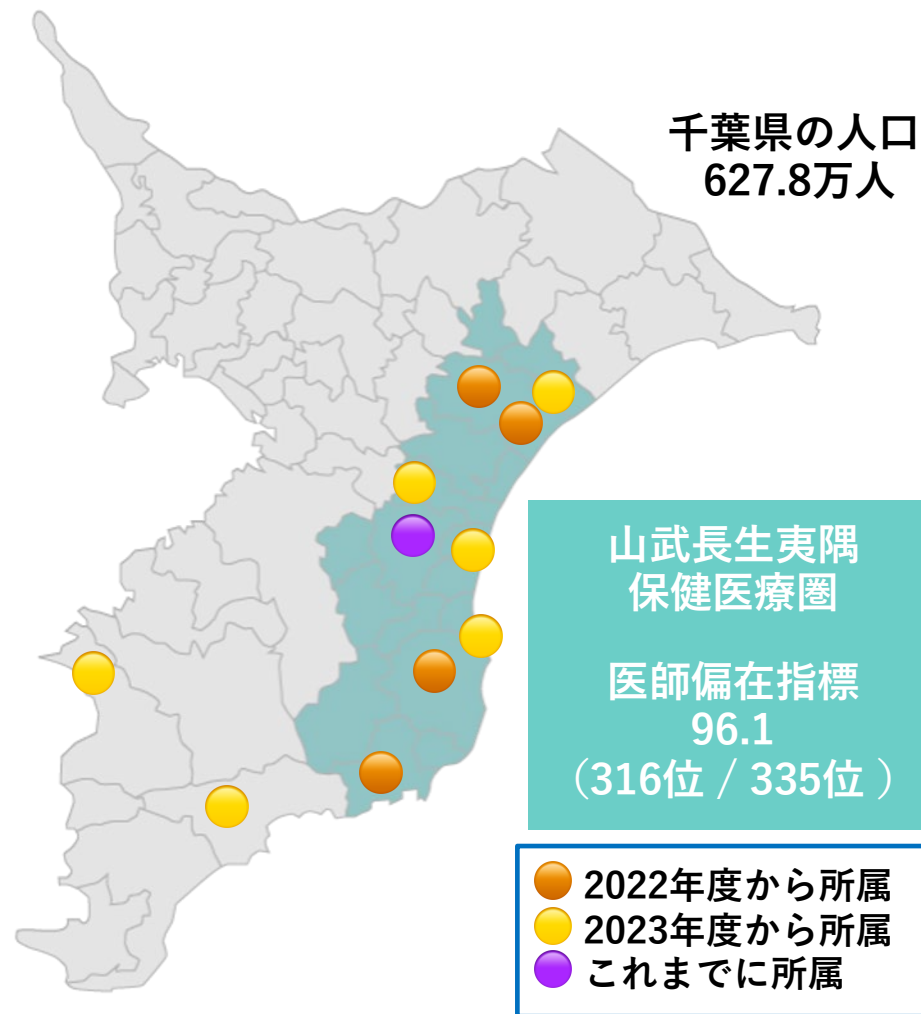 千葉県の人口
627.8万人
山武長生夷隅
保健医療圏
医師偏在指標
96.1
（316位 / 335位 ）
2022年度から所属
2023年度から所属
これまでに所属